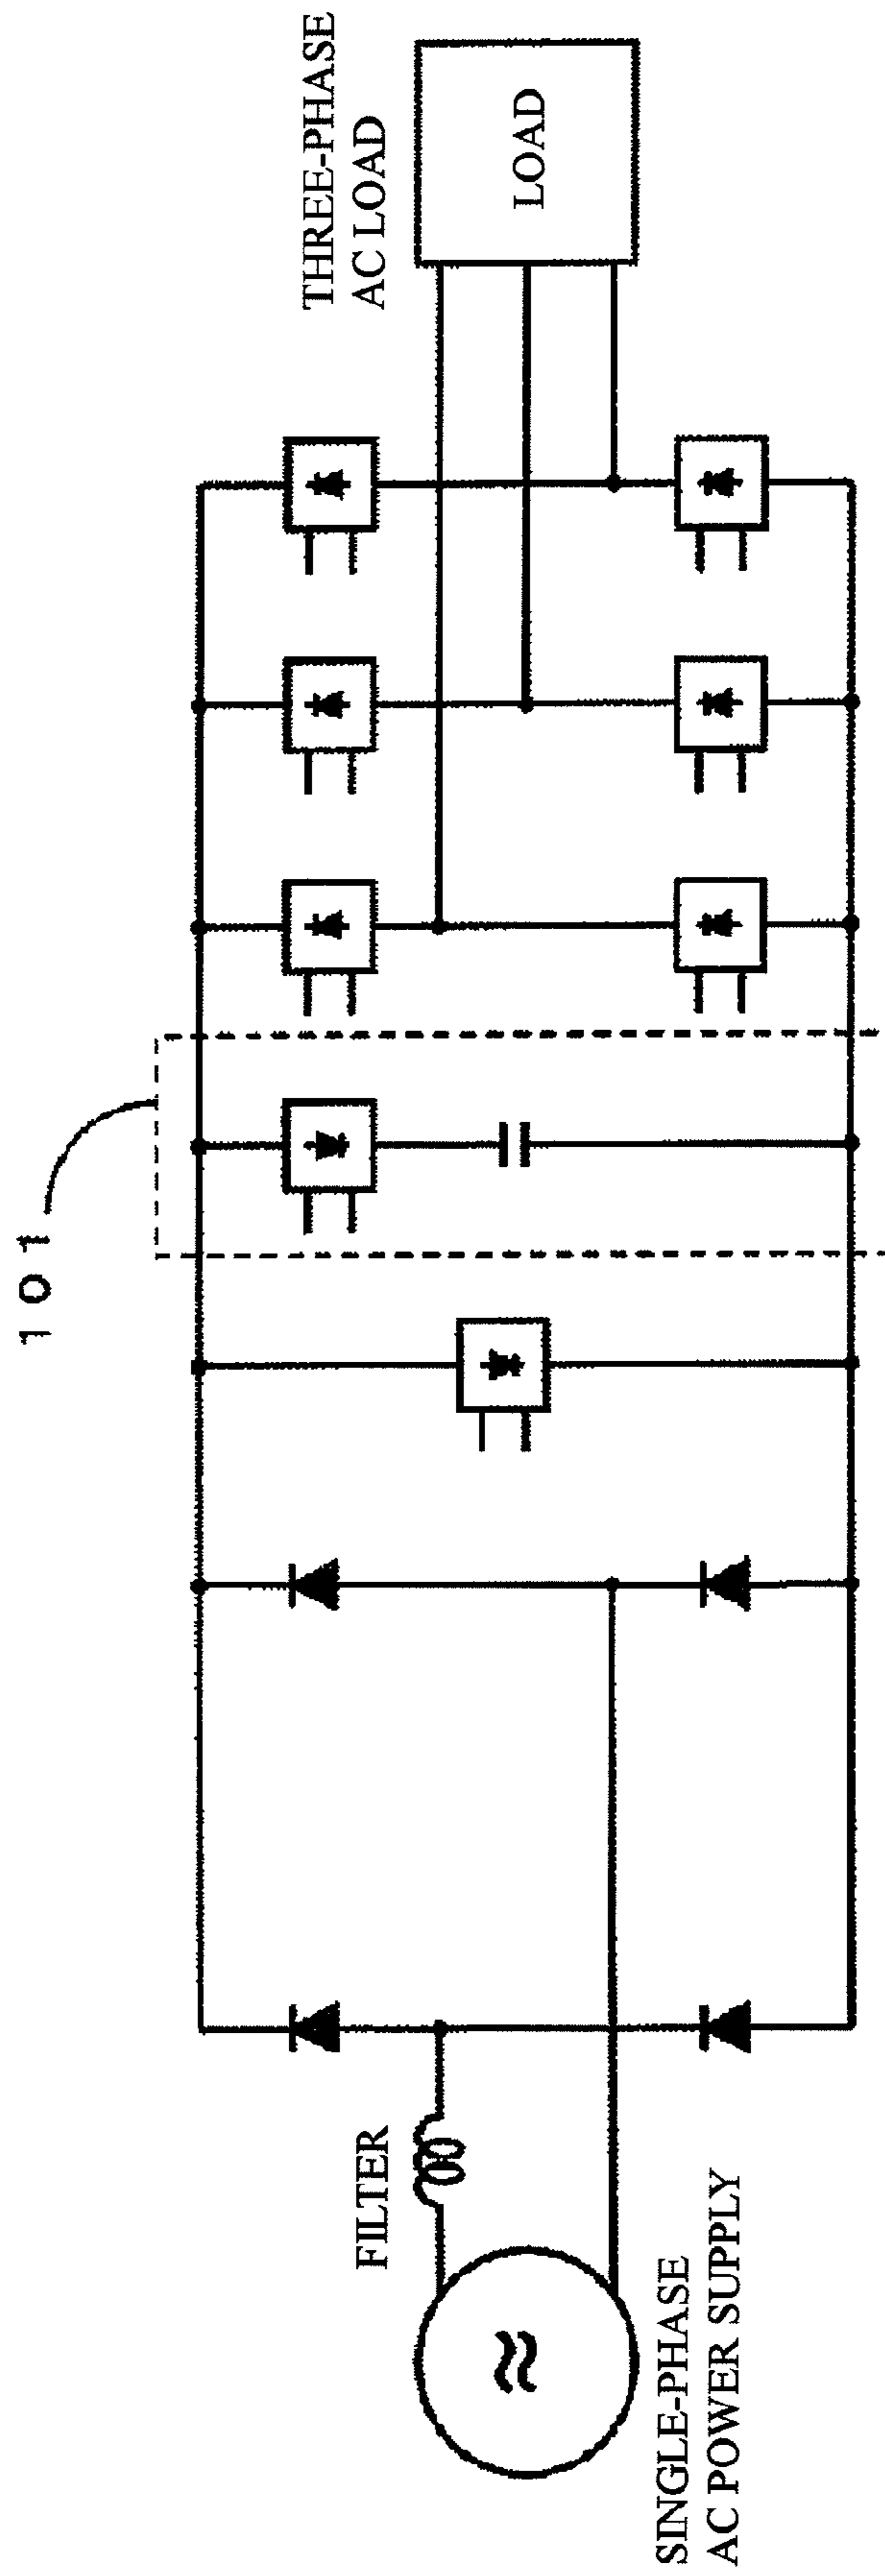 101
THREE-PHASE
AC LOAD
LOAD
FILTER
SINGLE-PHASE
AC POWER SUPPLY